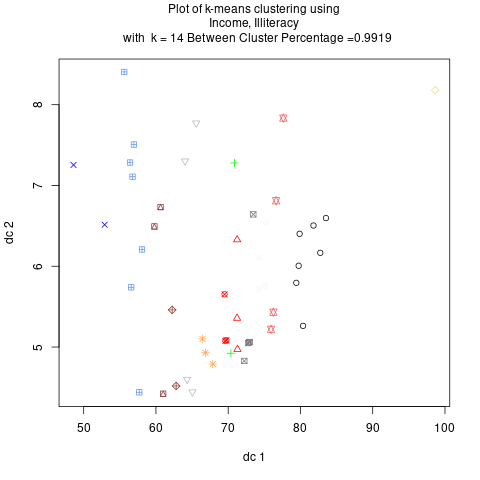 Plot of k-means clustering using
Income, Illiteracy
with k = 14 Between Cluster Percentage =0.9919
8
7
6
5
dc 2
50 60 70 80 90 100
dc 1